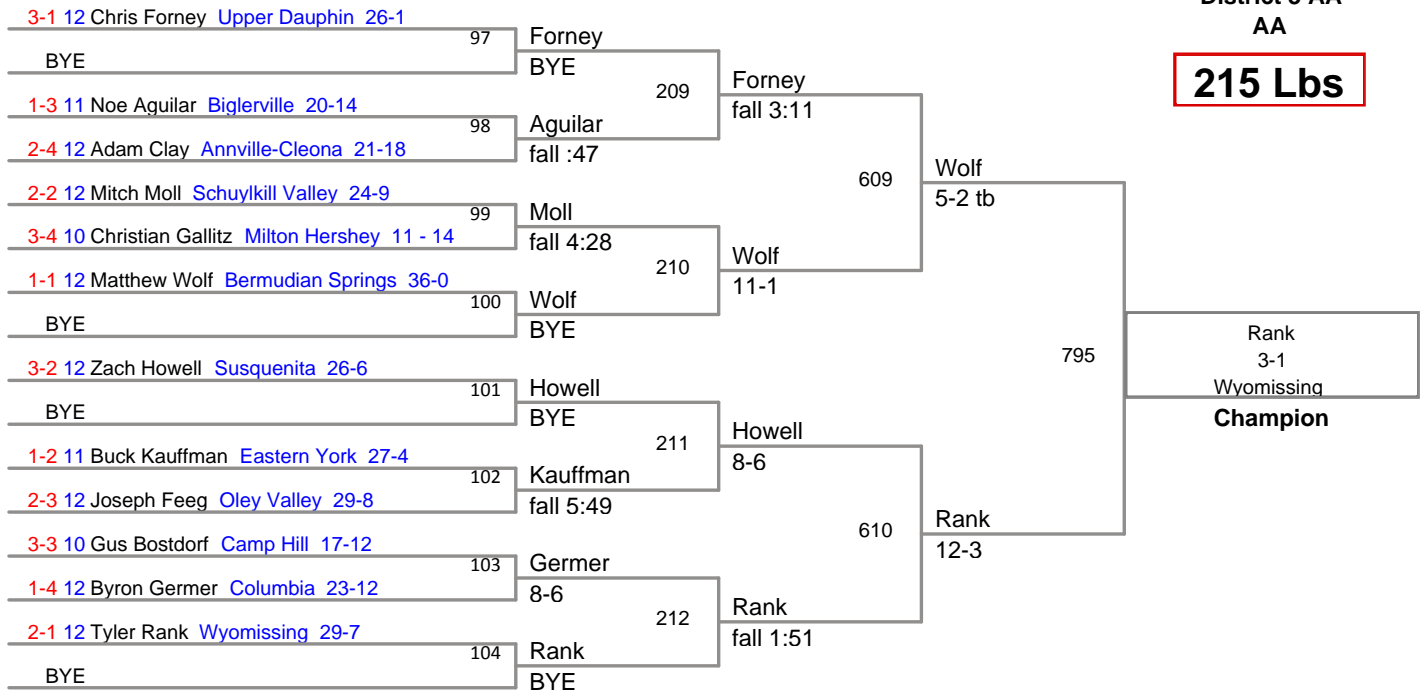 District 3 AA
AA
215 Lbs
3-1 12 Chris Forney Upper Dauphin 26-1
97
BYE
Forney
BYE
1-3 11 Noe Aguilar Biglerville 20-14
98
2-4 12 Adam Clay Annville-Cleona 21-18
Aguilar
fall :47
209
Forney
fall 3:11
2-2 12 Mitch Moll Schuylkill Valley 24-9
99
3-4 10 Christian Gallitz Milton Hershey 11 - 14
Moll
fall 4:28
1-1 12 Matthew Wolf Bermudian Springs 36-0
100
BYE
Wolf
BYE
210
Wolf
11-1
609
Wolf
5-2 tb
3-2 12 Zach Howell Susquenita 26-6
101
BYE
Howell
BYE
1-2 11 Buck Kauffman Eastern York 27-4
102
2-3 12 Joseph Feeg Oley Valley 29-8
Kauffman
fall 5:49
211
Howell
8-6
3-3 10 Gus Bostdorf Camp Hill 17-12
103
1-4 12 Byron Germer Columbia 23-12
Germer
8-6
2-1 12 Tyler Rank Wyomissing 29-7
104
BYE
Rank
BYE
212
Rank
fall 1:51
610
Rank
12-3
795
Rank
3-1
Wyomissing
Champion